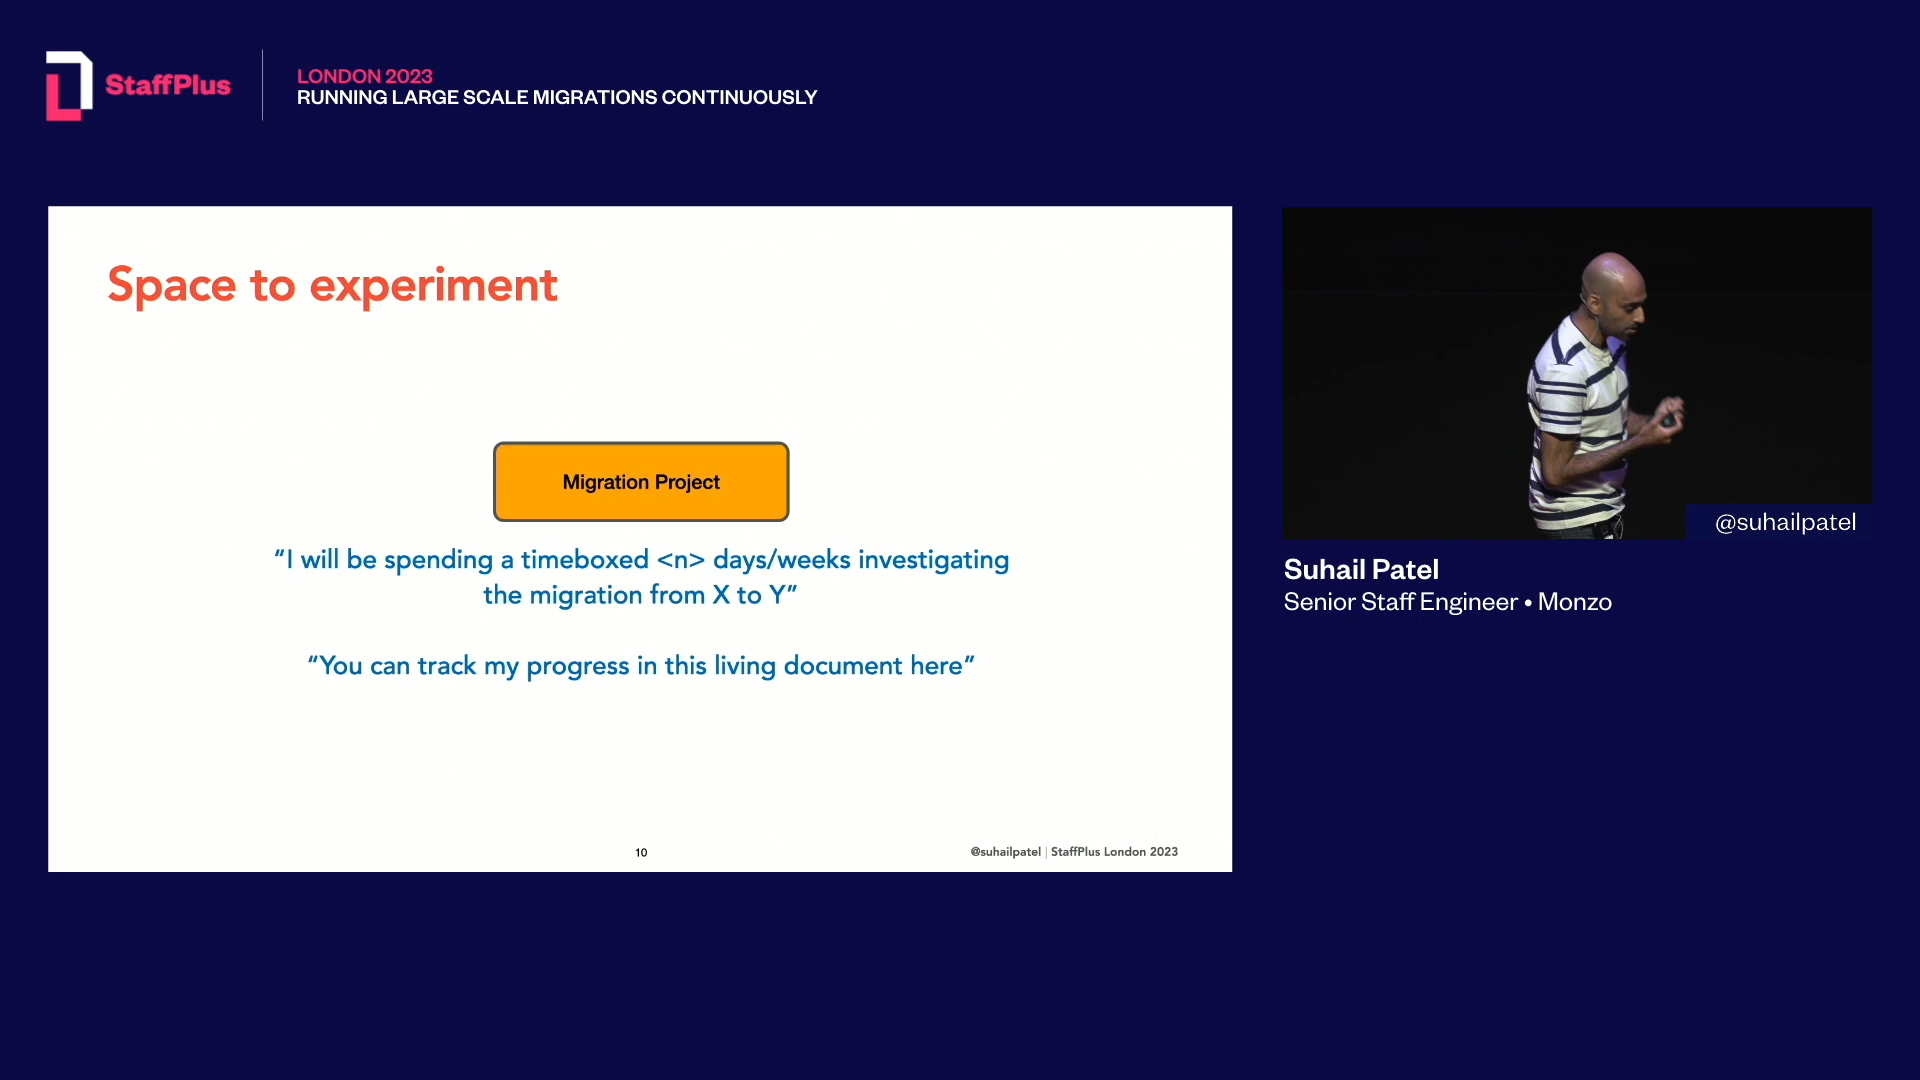 StaffPlus
LONDON 2023
RUNNING LARGE SCALE MIGRATIONS CONTINUOUSLY
Space to experiment
Migration Project
“I will be spending a timeboxed <n> days/weeks investigating
the migration from X to Y”
“You can track my progress in this living document here”
10
@suhailpatel | StaffPlus London 2023
@suhailpatel
Suhail Patel
Senior Staff Engineer • Monzo